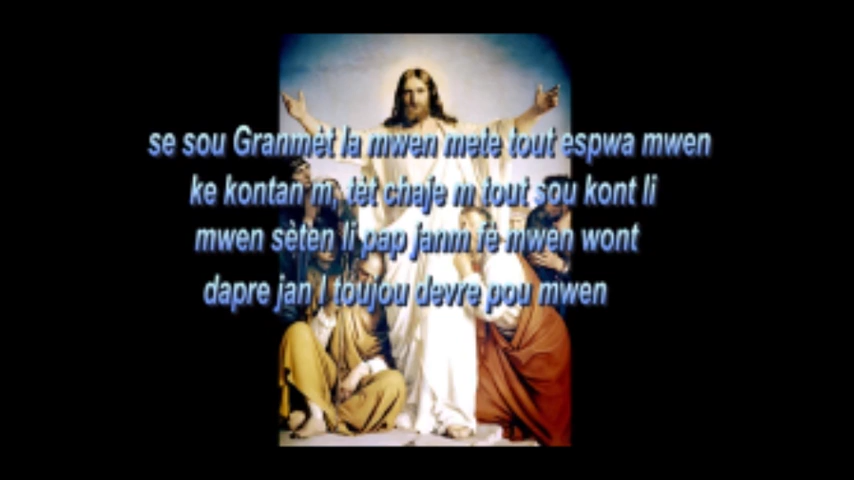 se sou Granmèt la mwen mete tout espwa mwen
ke kontan m, tèt chaje m tout sou kont li
mwen sèten li pap janm fè mwen wont
dapre jan l toujou devre pou mwen